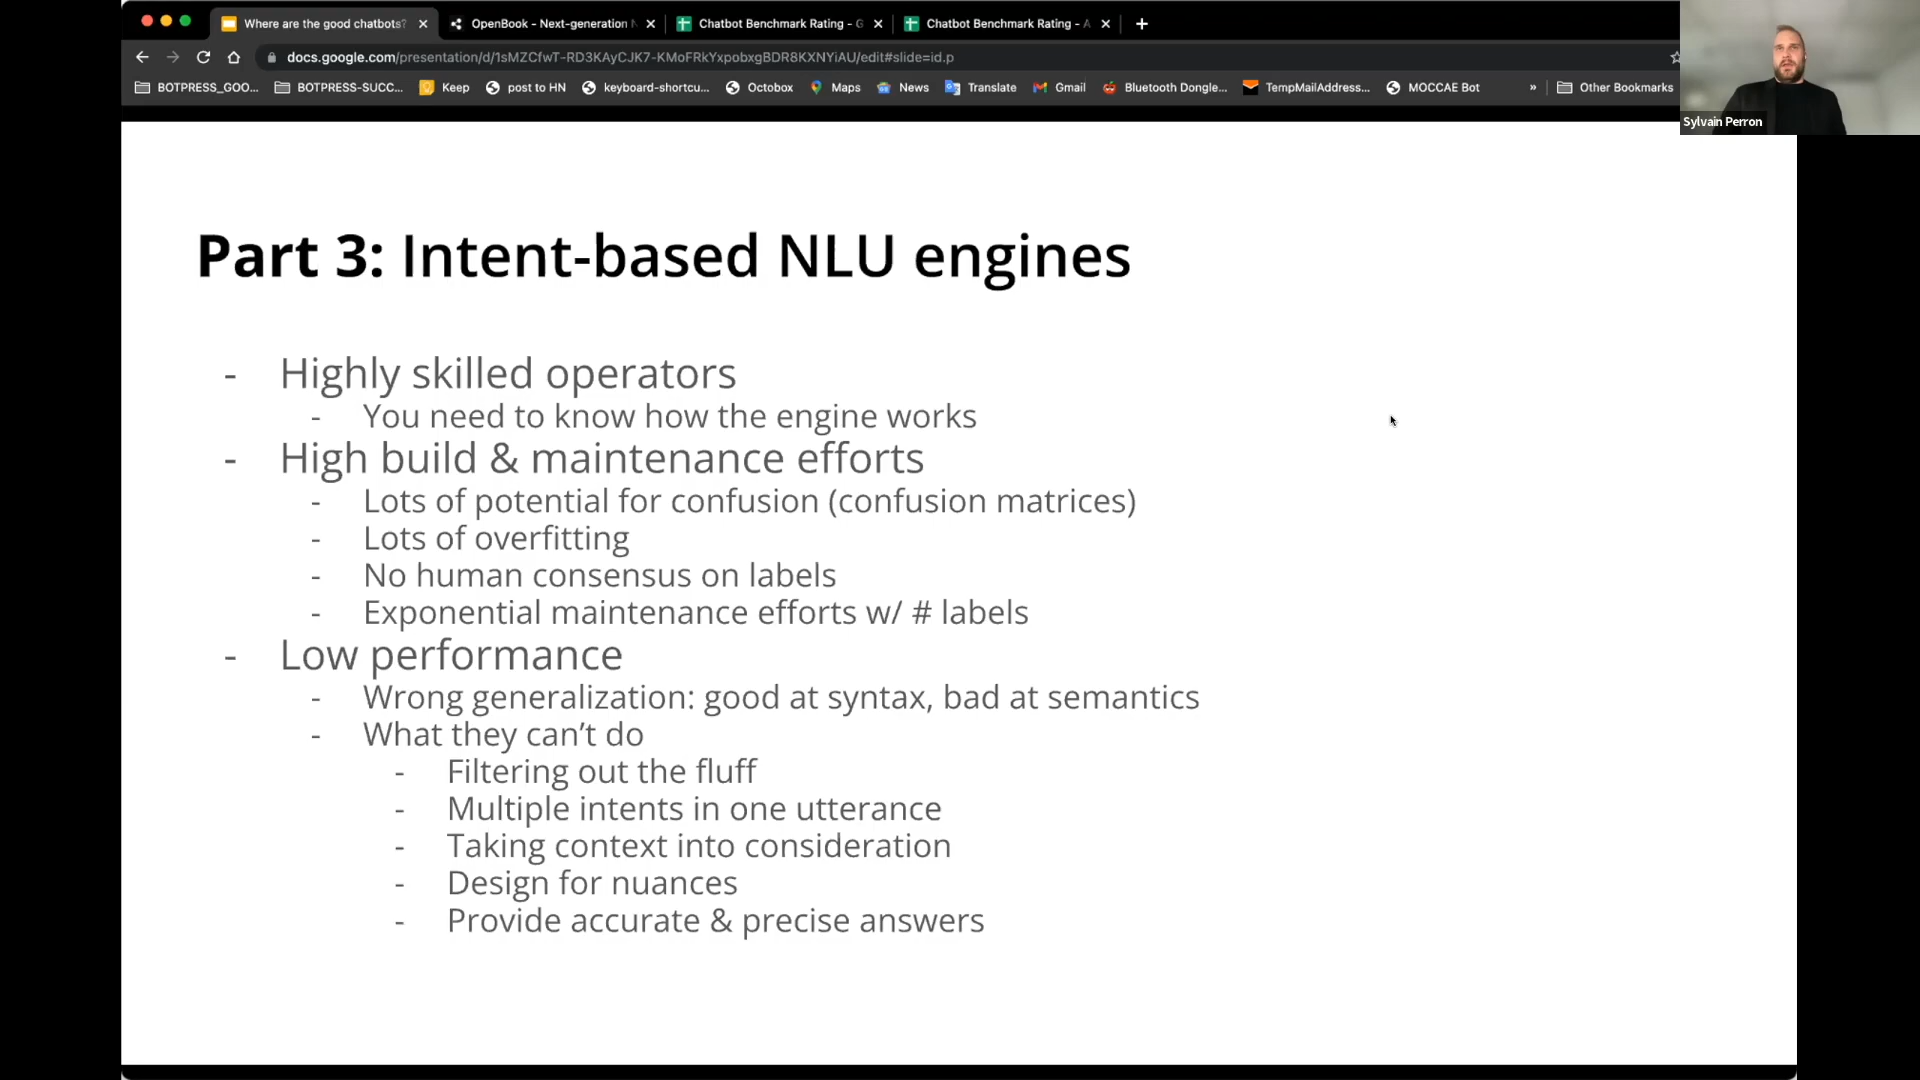 Where are the good chatbots?
OpenBook - Next-generation N
Chatbot Benchmark Rating - G
Chatbot Benchmark Rating - A
docs.google.com/presentation/d/1sMZCfwT-RD3KAyCJK7-KMoFRkYxpobxgBDR8KXNYiAU/edit#slide=id.p
BOTPRESS_GOO...
BOTPRESS-SUCC...
Keep
post to HN
keyboard-shortcu...
Octobox
Maps
News
Translate
Gmail
Bluetooth Dongle...
TempMailAddress...
MOCCAE Bot
»
Other Bookmarks
Sylvain Perron
Part 3: Intent-based NLU engines
- Highly skilled operators
- You need to know how the engine works
- High build & maintenance efforts
- Lots of potential for confusion (confusion matrices)
- Lots of overfitting
- No human consensus on labels
- Exponential maintenance efforts w/ # labels
- Low performance
- Wrong generalization: good at syntax, bad at semantics
- What they can’t do
- Filtering out the fluff
- Multiple intents in one utterance
- Taking context into consideration
- Design for nuances
- Provide accurate & precise answers